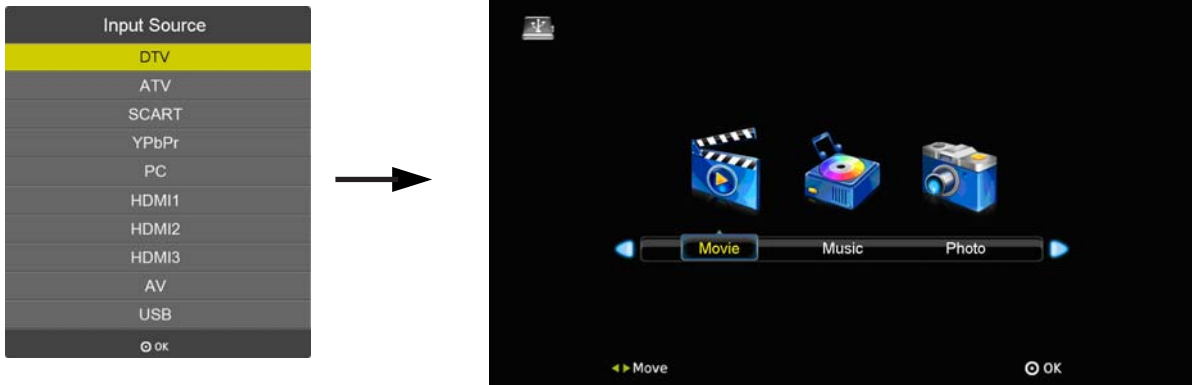 Input Source
DTV
ATV
SCART
YPbPr
PC
HDMI1
HDMI2
HDMI3
AV
USB
OK
Movie Music Photo
Move OK